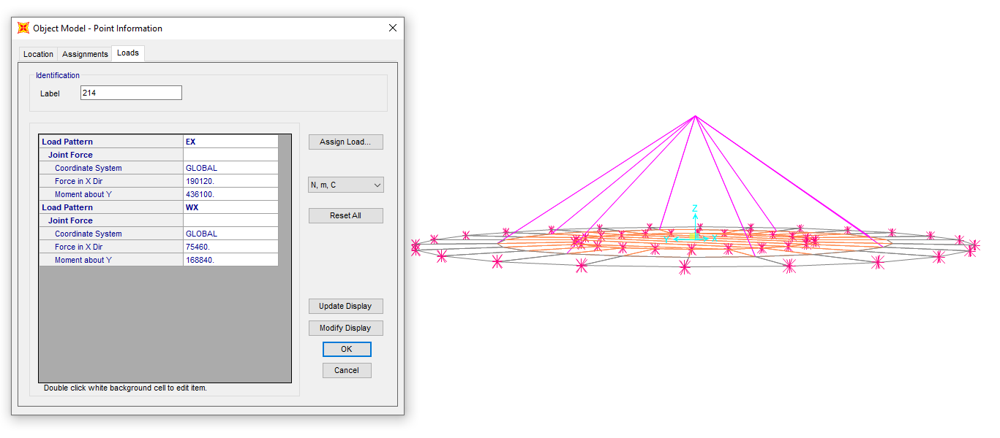 Object Model - Point Information
Location Assignments Loads
Identification
Label 214
Load Pattern EX
Joint Force
Coordinate System GLOBAL
Force in X Dir 190120.
Moment about Y 436100.
Load Pattern WX
Joint Force
Coordinate System GLOBAL
Force in X Dir 75460.
Moment about Y 168840.
Double click white background cell to edit item.
Assign Load...
N, m, C
Reset All
Update Display
Modify Display
OK
Cancel
Z
Y X